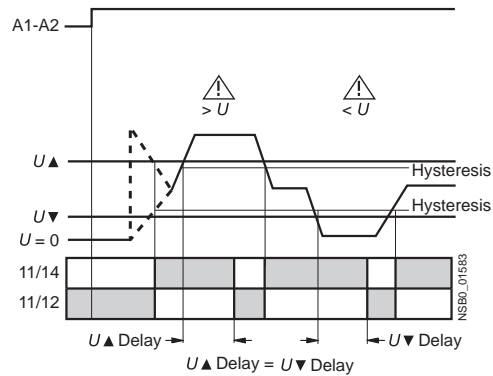 A1-A2
> U
< U
U▲
Hysteresis
Hysteresis
U▼
U = 0
11/14
11/12
NSB0_01583
U▲ Delay
U▼ Delay
U▲ Delay = U▼ Delay